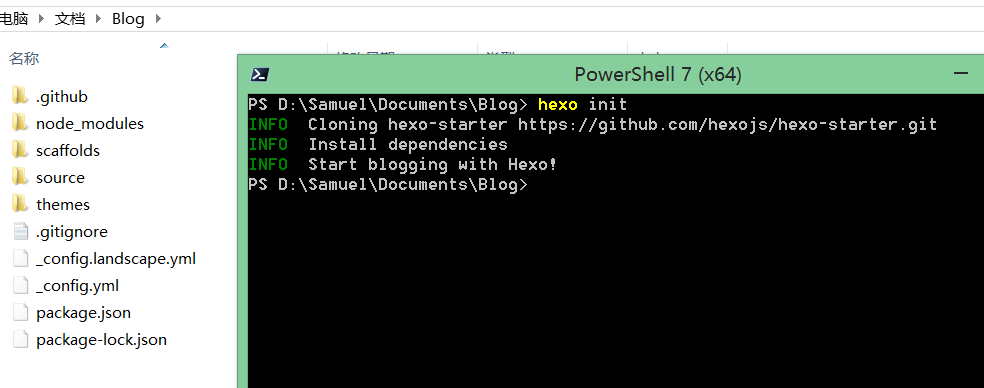 电脑 文档 Blog
名称
.github
node_modules
scaffolds
source
themes
.gitignore
_config.landscape.yml
_config.yml
package.json
package-lock.json
PowerShell 7 (x64)
PS D:\Samuel\Documents\Blog> hexo init
INFO  Cloning hexo-starter https://github.com/hexojs/hexo-starter.git
INFO  Install dependencies
INFO  Start blogging with Hexo!
PS D:\Samuel\Documents\Blog>